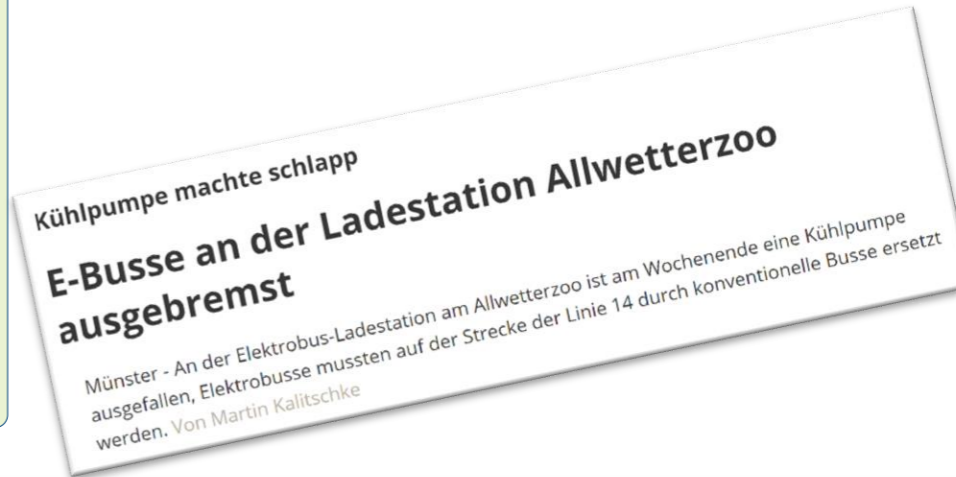 Kühlpumpe machte schlapp
E-Busse an der Ladestation Allwetterzoo
ausgebremst
Münster - An der Elektrobus-Ladestation am Allwetterzoo ist am Wochenende eine Kühlpumpe
ausgefallen, Elektrobusse mussten auf der Strecke der Linie 14 durch konventionelle Busse ersetzt
werden. Von Martin Kalitschke